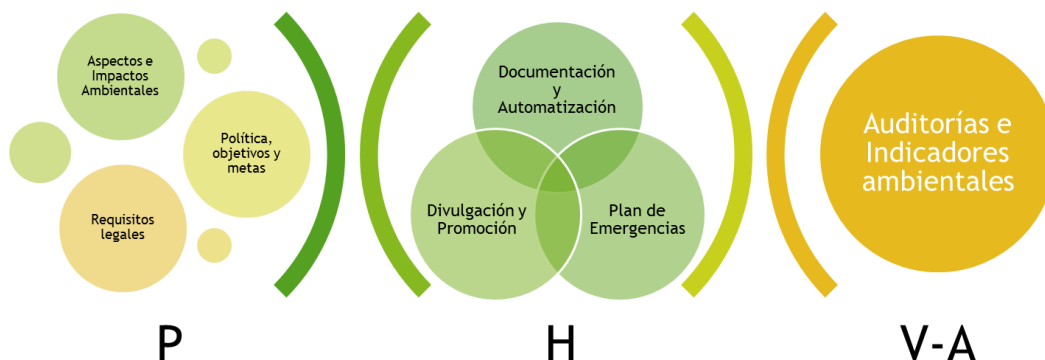 Aspectos e
Impactos
Ambientales
Política,
objetivos y
metas
Requisitos
legales
P
Documentación
y
Automatización
Divulgación y
Promoción
Plan de
Emergencias
H
Auditorías e
Indicadores
ambientales
V-A